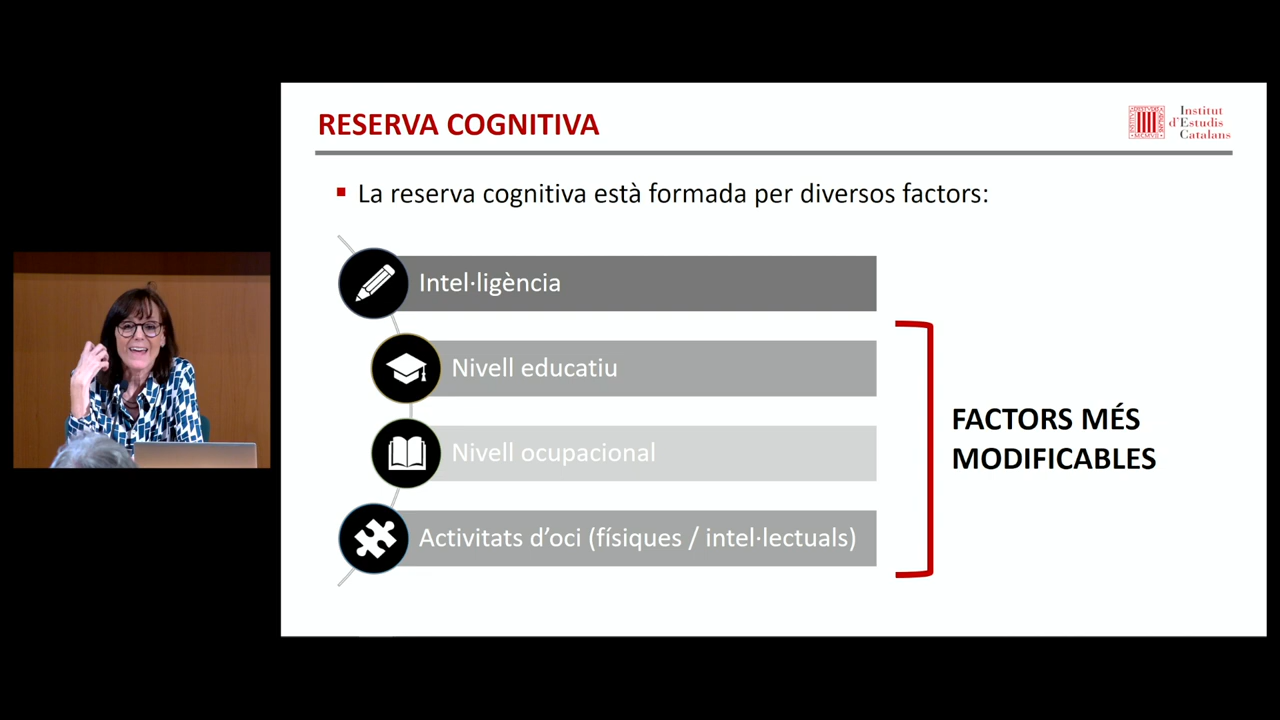 RESERVA COGNITIVA
Institut
d'Estudis
Catalans
La reserva cognitiva està formada per diversos factors:
Intel·ligència
Nivell educatiu
Nivell ocupacional
Activitats d'oci (físiques / intel·lectuals)
FACTORS MÉS
MODIFICABLES